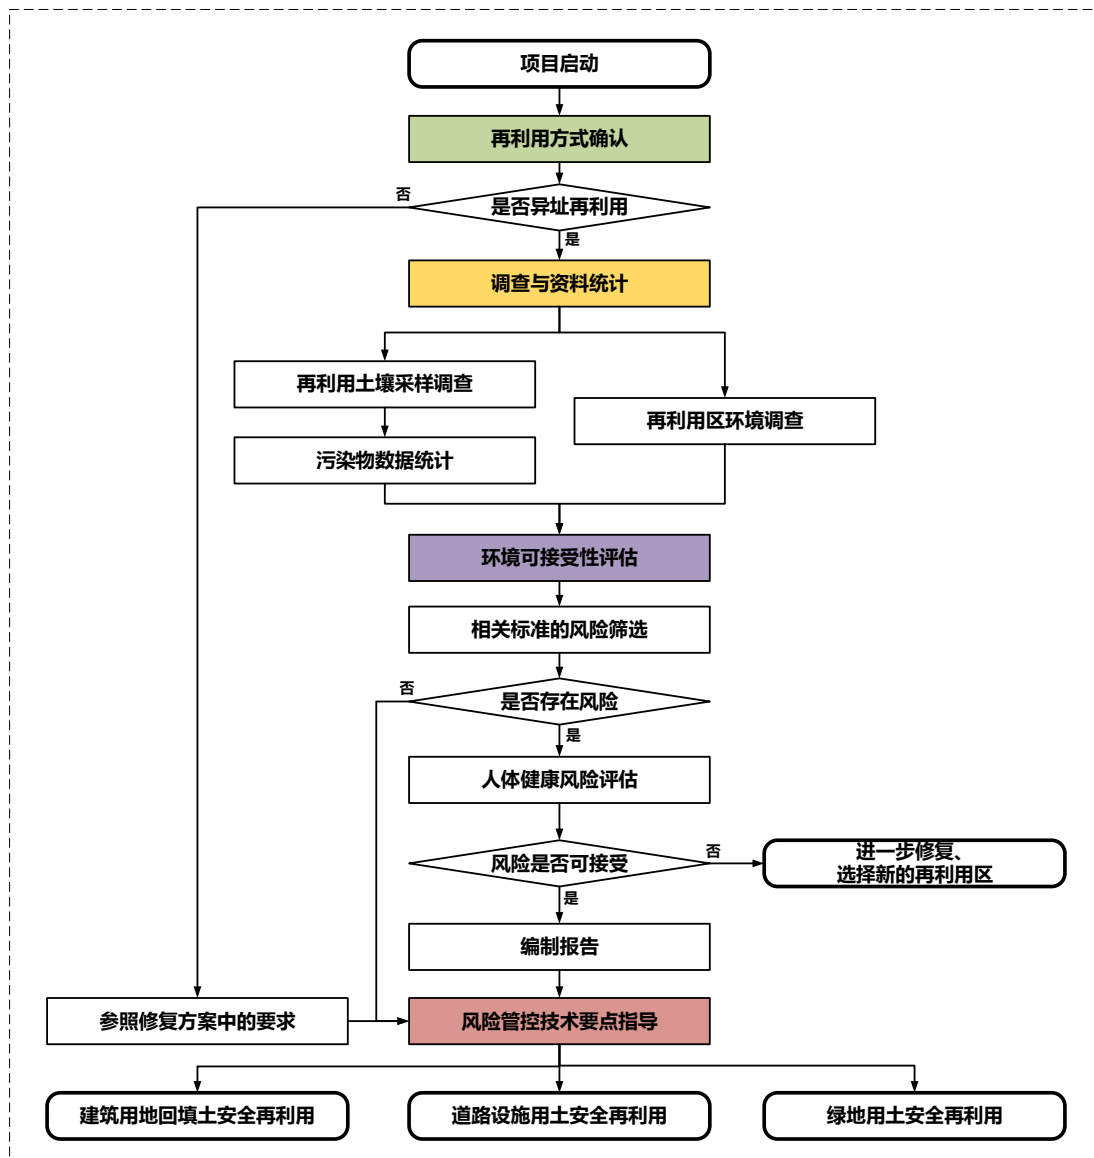 项目启动
再利用方式确认
否
是否异址再利用
是
调查与资料统计
再利用土壤采样调查
再利用区环境调查
污染物数据统计
环境可接受性评估
相关标准的风险筛选
否
是否存在风险
是
人体健康风险评估
风险是否可接受
否
进一步修复、
选择新的再利用区
是
编制报告
参照修复方案中的要求
风险管控技术要点指导
建筑用地回填土安全再利用
道路设施用土安全再利用
绿地用土安全再利用